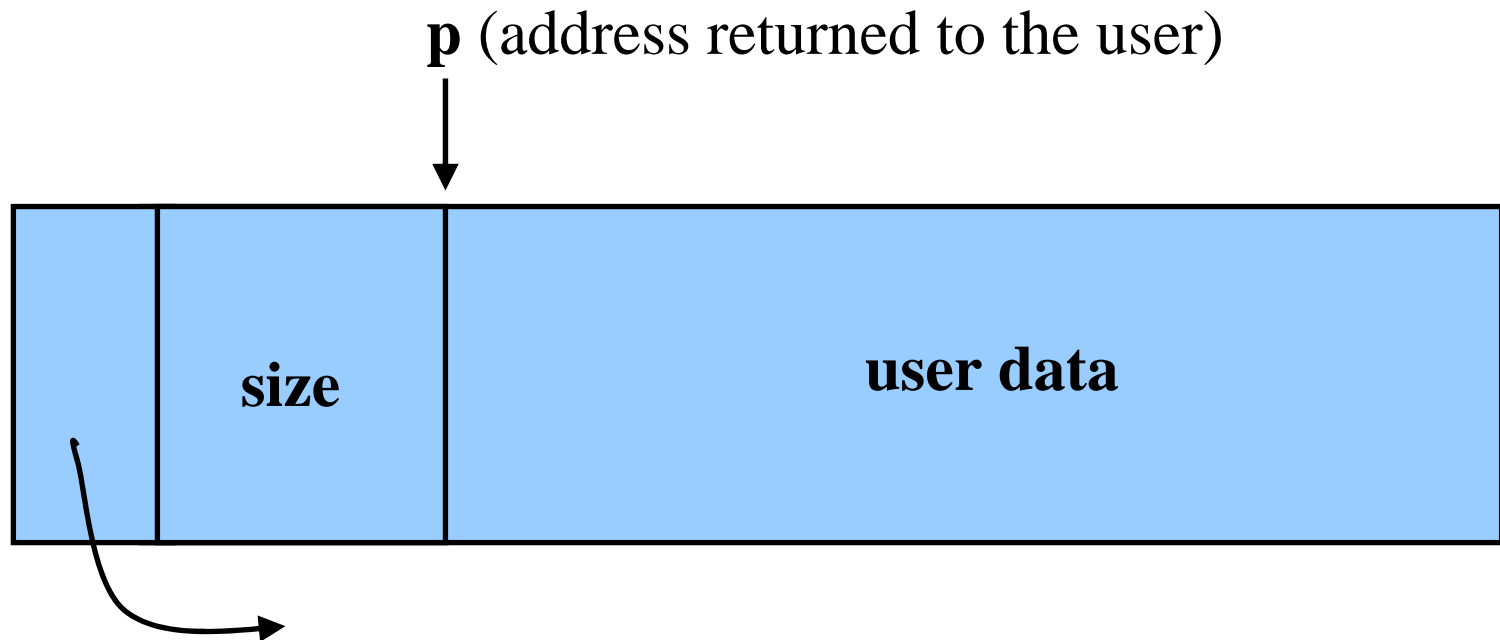 p (address returned to the user)
size
user data